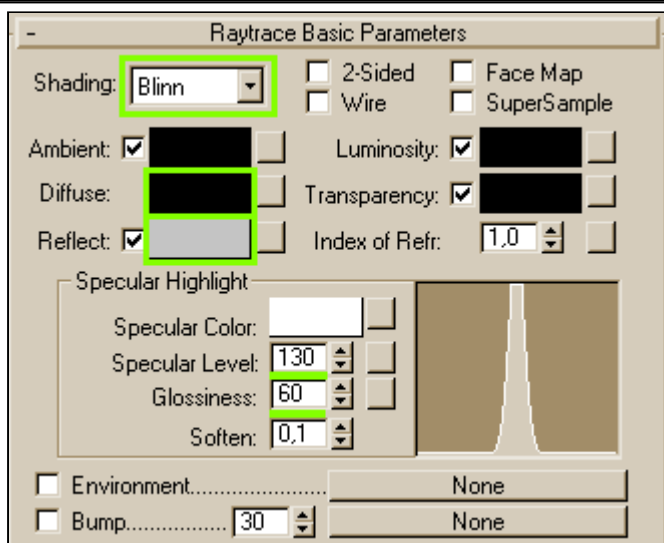 - Raytrace Basic Parameters
Shading: Blinn 2-Sided Face Map
Wire SuperSample
Ambient: Luminosity:
Diffuse: Transparency:
Reflect: Index of Refr: 1,0
Specular Highlight
Specular Color:
Specular Level: 130
Glossiness: 60
Soften: 0,1
Environment....................... None
Bump................. 30 None